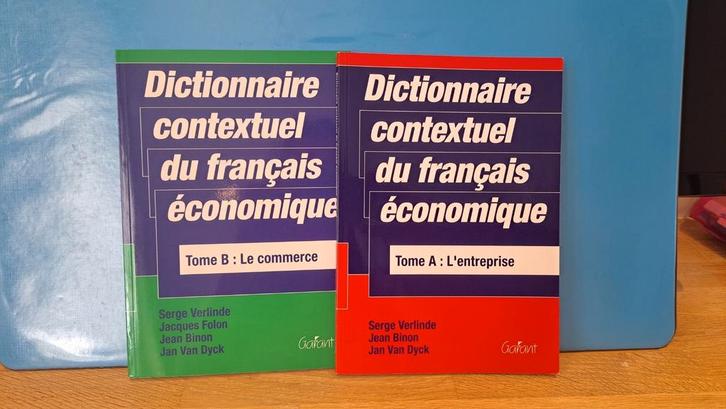 Dictionnaire
contextuel
du français
économique
Tome B : Le commerce
Serge Verlinde
Jacques Folon
Jean Binon
Jan Van Dyck
Garant
Dictionnaire
contextuel
du français
économique
Tome A : L'entreprise
Serge Verlinde
Jean Binon
Jan Van Dyck
Garant